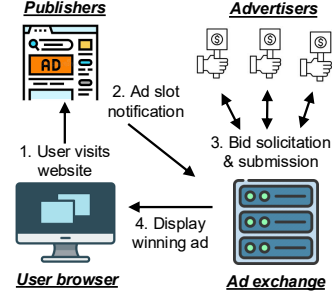 Publishers
Advertisers
AD
2. Ad slot
notification
1. User visits
website
3. Bid solicitation
& submission
4. Display
winning ad
User browser
Ad exchange